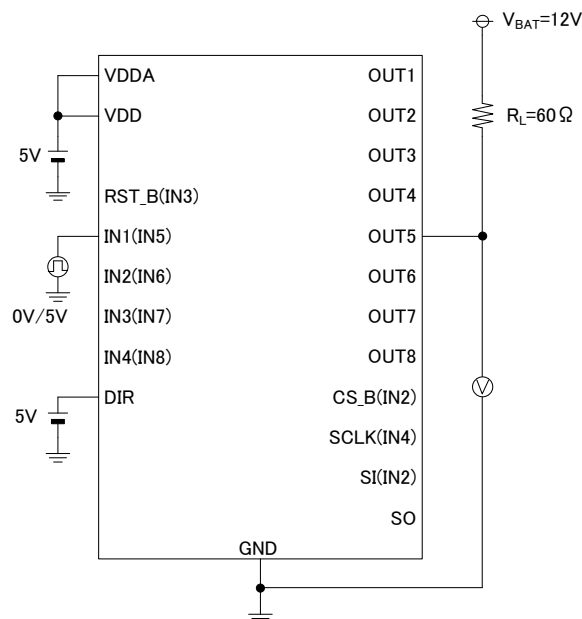 VBAT=12V
VDDA
OUT1
VDD
OUT2
RL=60Ω
5V
OUT3
RST_B(IN3)
OUT4
IN1(IN5)
OUT5
IN2(IN6)
OUT6
0V/5V
IN3(IN7)
OUT7
IN4(IN8)
OUT8
V
5V
DIR
CS_B(IN2)
SCLK(IN4)
SI(IN2)
SO
GND